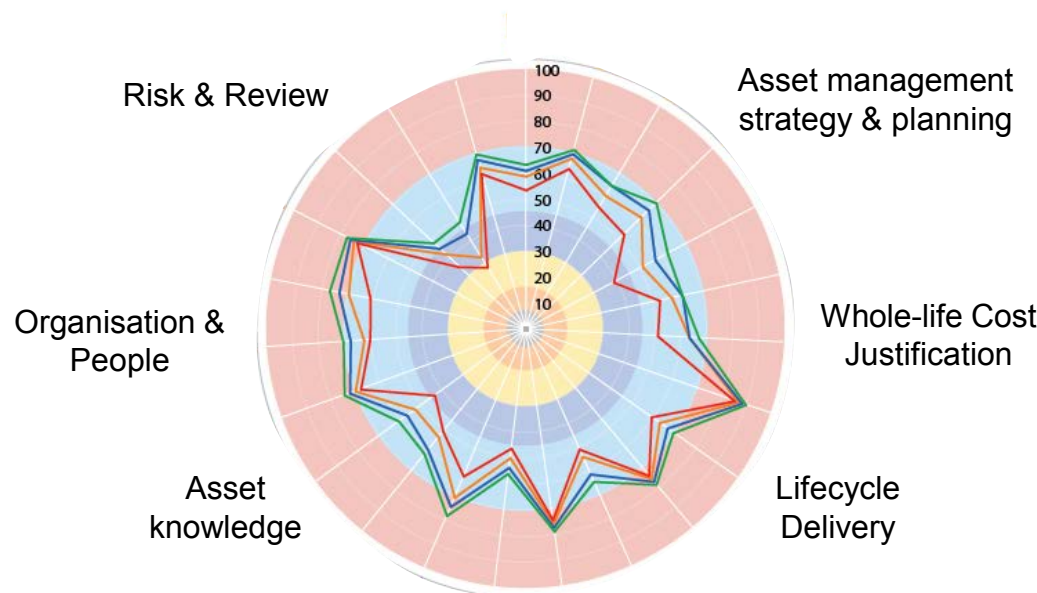 Risk & Review
Asset management
strategy & planning
100
90
80
70
60
50
40
30
20
10
Organisation &
People
Whole-life Cost
Justification
Asset
knowledge
Lifecycle
Delivery